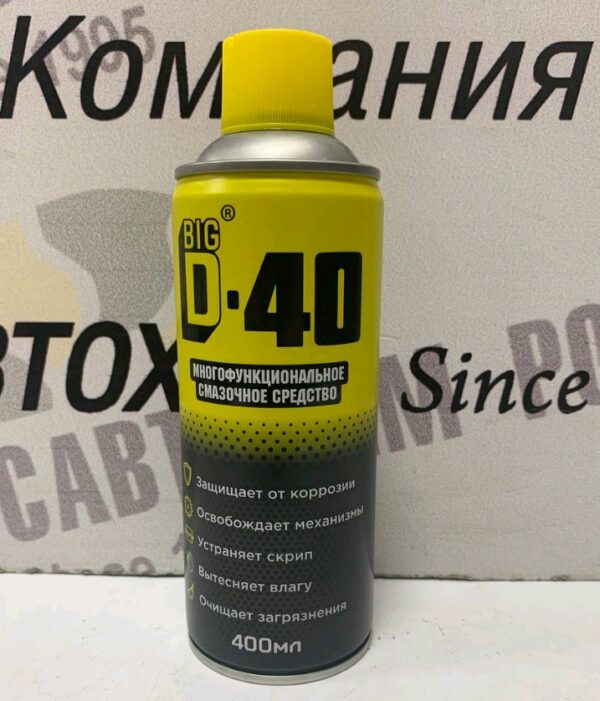 1995
Компания
BIG®
D-40
МНОГОФУНКЦИОНАЛЬНОЕ
СМАЗОЧНОЕ СРЕДСТВО
Since
Защищает от коррозии
Освобождает механизмы
Устраняет скрип
Вытесняет влагу
Очищает загрязнения
400мл